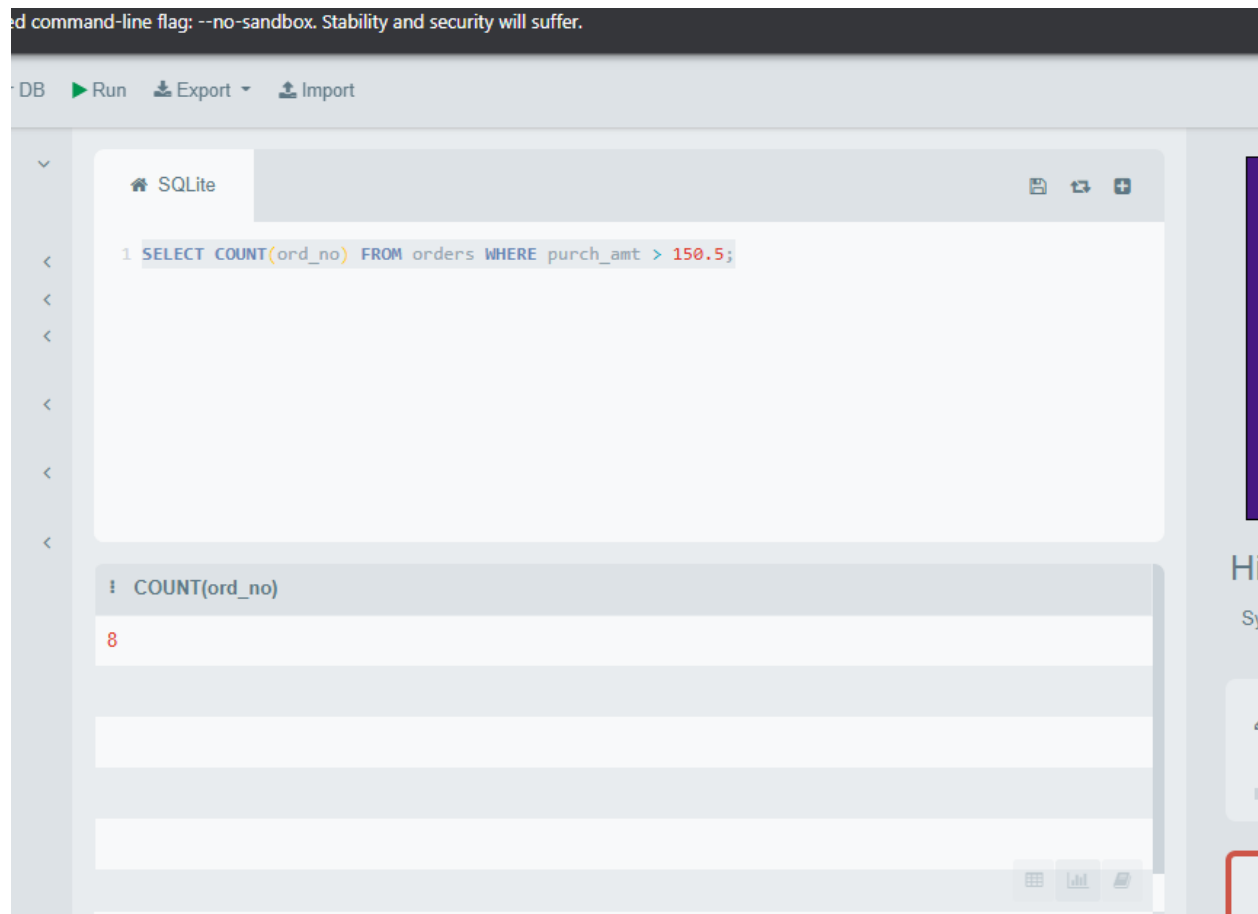 command-line flag: --no-sandbox. Stability and security will suffer.
DB Run Export Import
SQLite
1 SELECT COUNT(ord_no) FROM orders WHERE purch_amt > 150.5;
COUNT(ord_no)
8